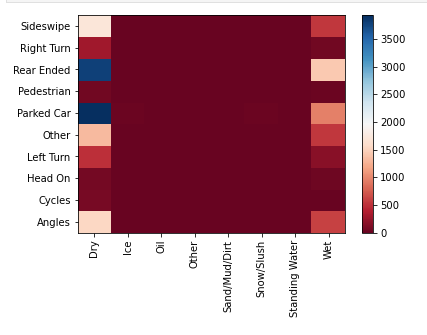 Sideswipe
Right Turn
Rear Ended
Pedestrian
Parked Car
Other
Left Turn
Head On
Cycles
Angles
Dry
Ice
Oil
Other
Sand/Mud/Dirt
Snow/Slush
Standing Water
Wet
3500
3000
2500
2000
1500
1000
500
0